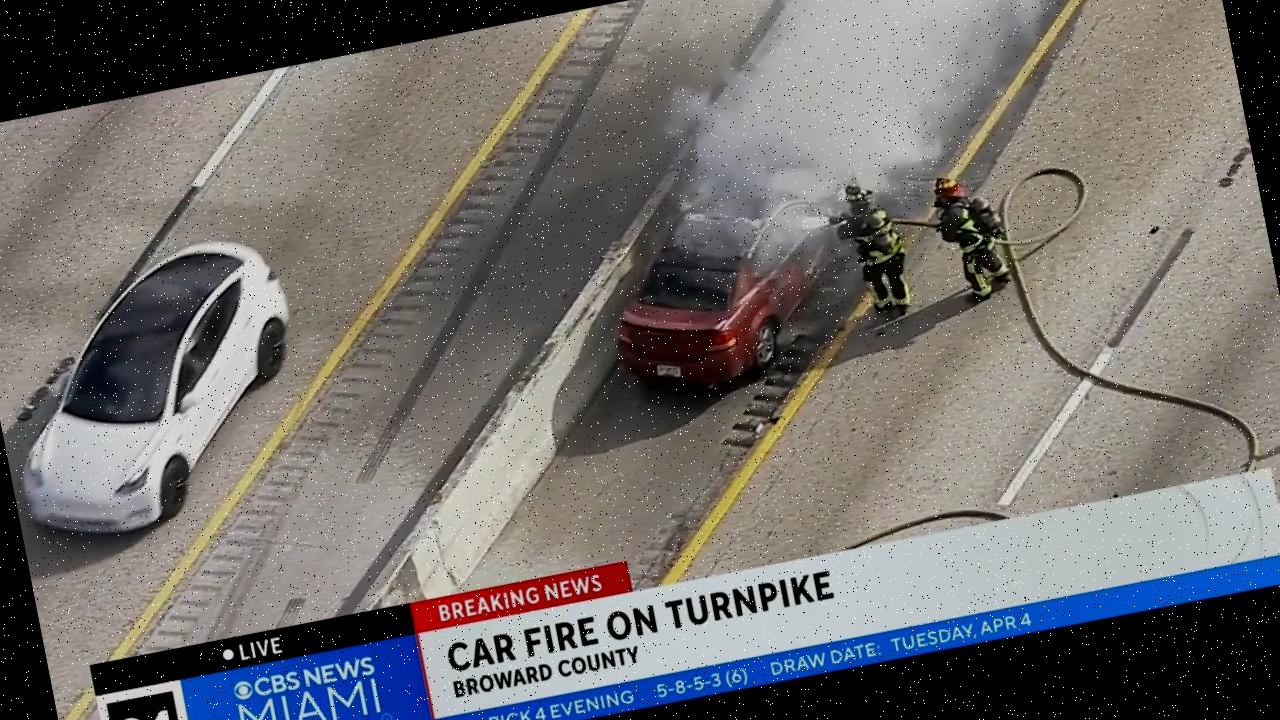 BREAKING NEWS
LIVE
CAR FIRE ON TURNPIKE
BROWARD COUNTY
CBS NEWS
MIAMI
PICK 4 EVENING 5-8-5-3 (6) DRAW DATE: TUESDAY, APR 4